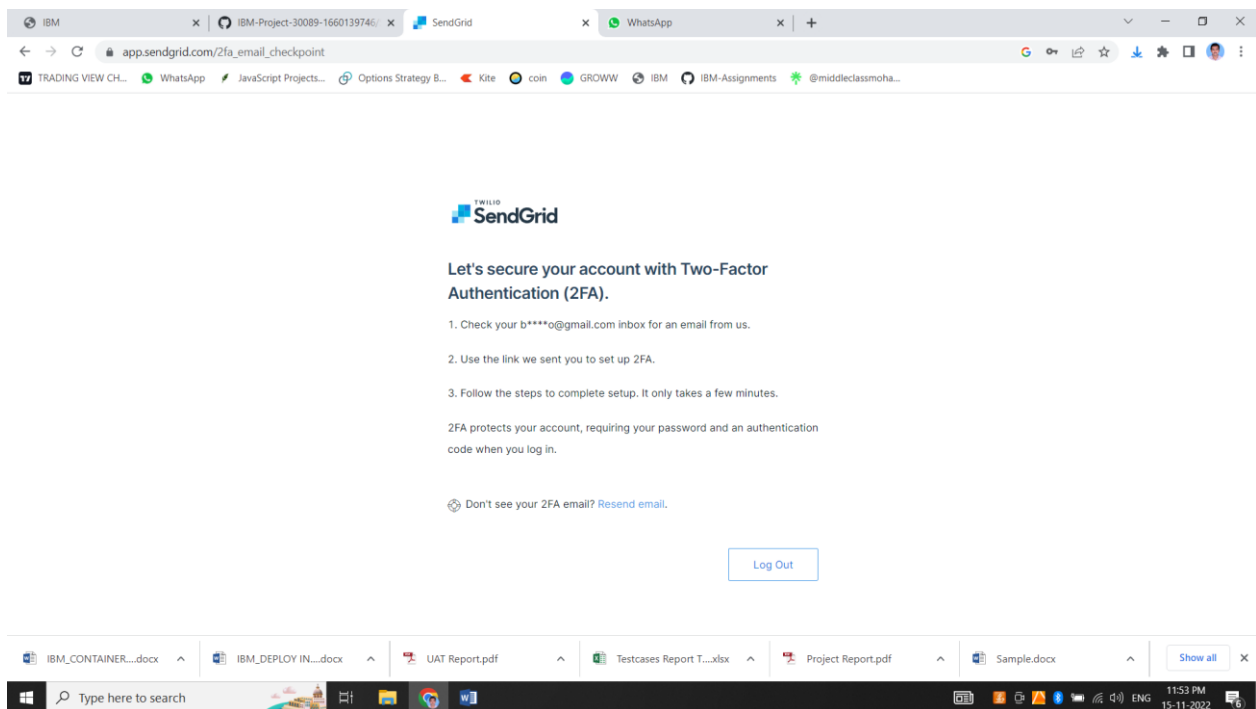 IBM
IBM-Project-30089-1660139746/
SendGrid
WhatsApp
app.sendgrid.com/2fa_email_checkpoint
TRADING VIEW CH... WhatsApp JavaScript Projects... Options Strategy B... Kite coin GROWW IBM IBM-Assignments @middleclassmoha...
TWILIO
SendGrid
Let's secure your account with Two-Factor
Authentication (2FA).
1. Check your b****o@gmail.com inbox for an email from us.
2. Use the link we sent you to set up 2FA.
3. Follow the steps to complete setup. It only takes a few minutes.
2FA protects your account, requiring your password and an authentication
code when you log in.
Don't see your 2FA email? Resend email.
Log Out
IBM_CONTAINER....docx IBM_DEPLOY IN....docx UAT Report.pdf Testcases Report T....xlsx Project Report.pdf Sample.docx Show all
Type here to search
ENG
11:53 PM
15-11-2022
6